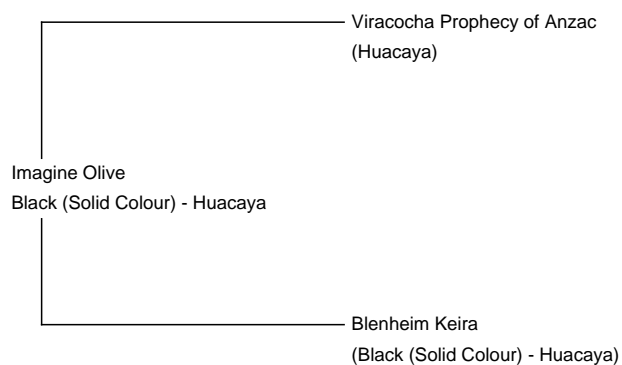 Viracocha Prophecy of Anzac
(Huacaya)
Imagine Olive
Black (Solid Colour) - Huacaya
Blenheim Keira
(Black (Solid Colour) - Huacaya)